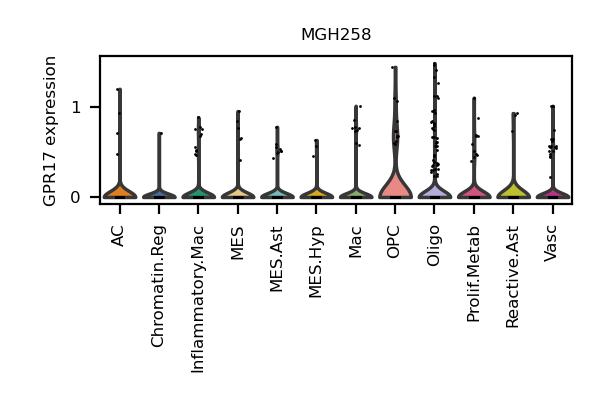 MGH258
GPR17 expression
1
0
AC
Chromatin.Reg
Inflammatory.Mac
MES
MES.Ast
MES.Hyp
Mac
OPC
Oligo
Prolif.Metab
Reactive.Ast
Vasc